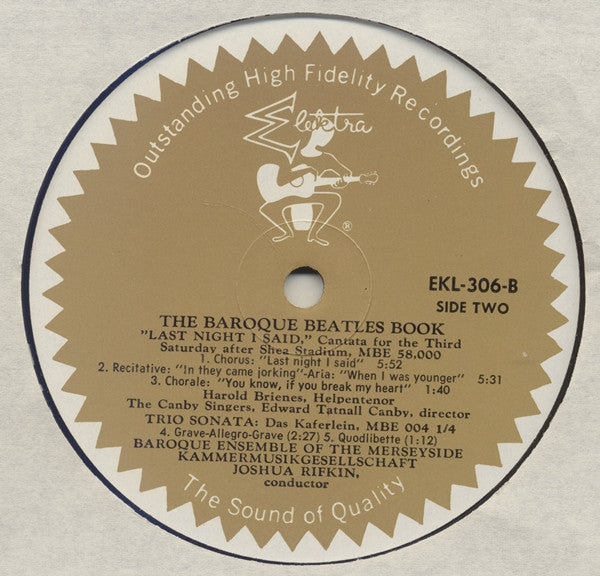 Outstanding High Fidelity Recordings
Elektra
®
EKL-306-B
SIDE TWO
THE BAROQUE BEATLES BOOK
"LAST NIGHT I SAID," Cantata for the Third
Saturday after Shea Stadium, MBE 58,000
1. Chorus: "Last night I said" 5:52
2. Recitative: "In they came jorking"-Aria: "When I was younger" 5:31
3. Chorale: "You know, if you break my heart" 1:40
Harold Brienes, Helpentenor
The Canby Singers, Edward Tatnall Canby, director
TRIO SONATA: Das Kaferlein, MBE 004 1/4
4. Grave-Allegro-Grave (2:27) 5. Quodlibette (1:12)
BAROQUE ENSEMBLE OF THE MERSEYSIDE
KAMMERMUSIKGESELLSCHAFT
JOSHUA RIFKIN,
conductor
The Sound of Quality